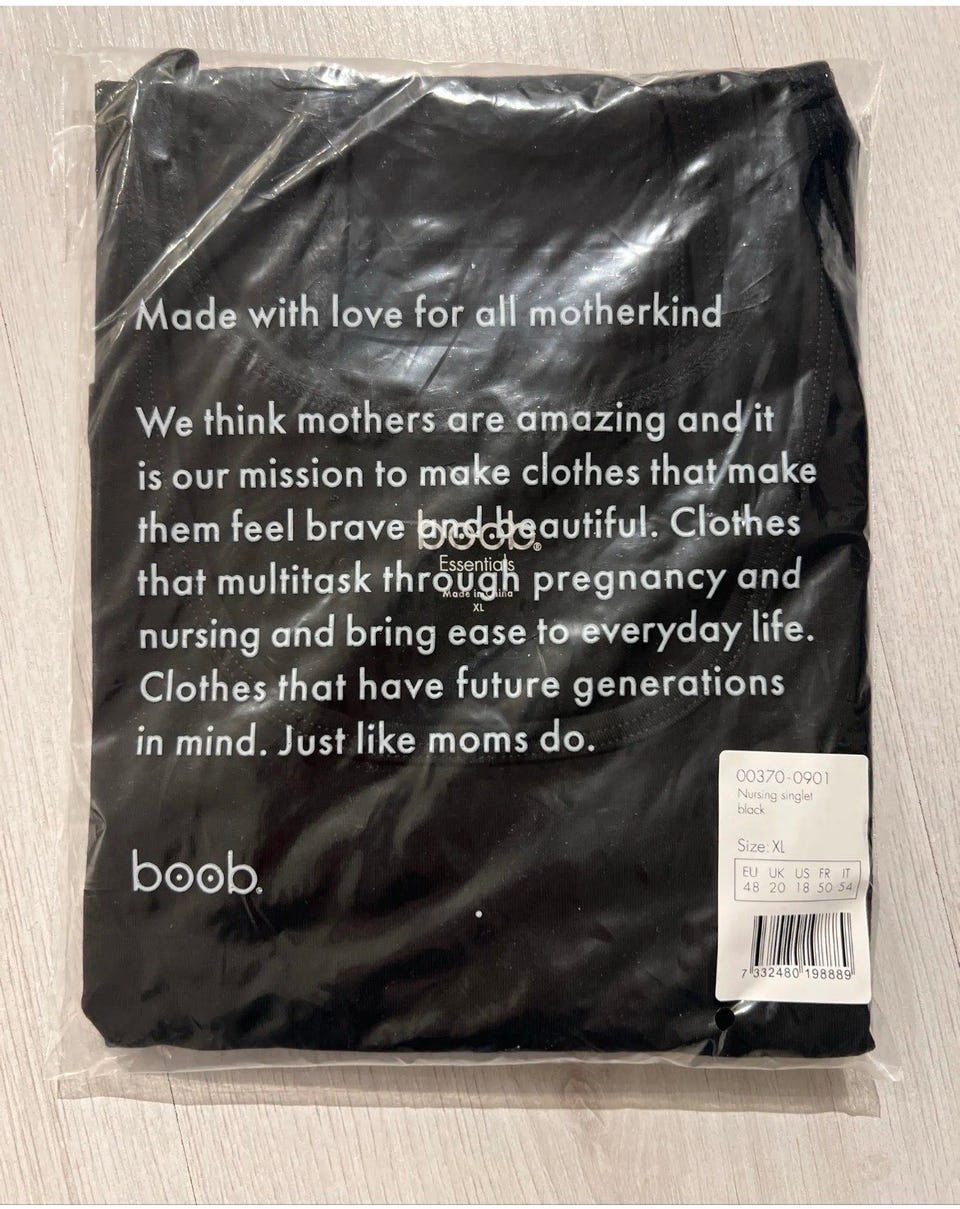 Made with love for all motherkind
We think mothers are amazing and it
is our mission to make clothes that make
them feel brave and beautiful. Clothes
that multitask through pregnancy and
nursing and bring ease to everyday life.
Clothes that have future generations
in mind. Just like moms do.
boob®
Essentials
Made in China
XL
boob®
00370-0901
Nursing singlet
black
Size: XL
EU UK US FR IT
48 20 18 50 54
7 332480 198889